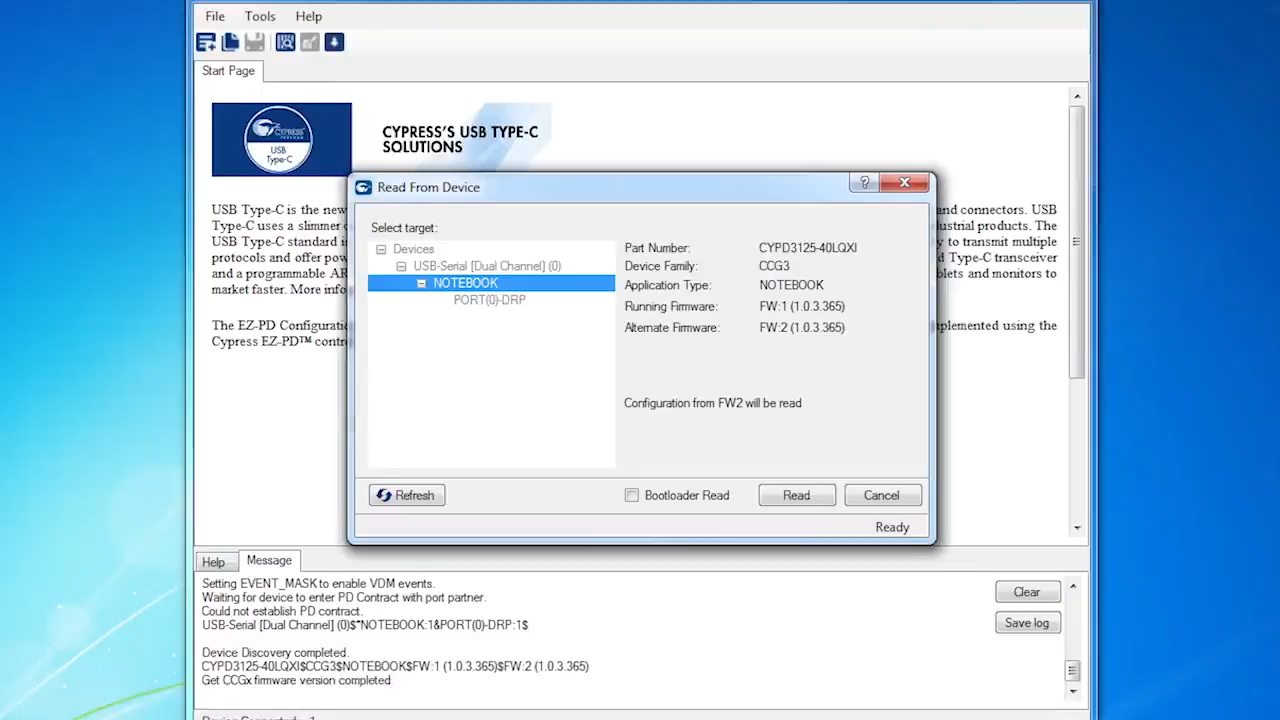 File Tools Help
Start Page
CYPRESS
USB
Type-C
CYPRESS'S USB TYPE-C
SOLUTIONS
Read From Device
?
USB Type-C is the new
and connectors. USB
Type-C uses a slimmer
products. The
USB Type-C standard
to transmit multiple
protocols and offer
Type-C transceiver
and a programmable
and monitors to
market faster. More
The EZ-PD
implemented using the
Cypress EZ-PD™
Select target:
Devices
USB-Serial [Dual Channel] (0)
NOTEBOOK
PORT(0)-DRP
Part Number: CYPD3125-40LQXI
Device Family: CCG3
Application Type: NOTEBOOK
Running Firmware: FW:1 (1.0.3.365)
Alternate Firmware: FW:2 (1.0.3.365)
Configuration from FW2 will be read
Refresh Bootloader Read Read Cancel
Ready
Help Message
Setting EVENT_MASK to enable VDM events.
Waiting for device to enter PD Contract with port partner.
Could not establish PD contract.
USB-Serial [Dual Channel] (0)$*NOTEBOOK:1&PORT(0)-DRP:1$
Device Discovery completed.
CYPD3125-40LQXI$CCG3$NOTEBOOK$FW:1 (1.0.3.365)$FW:2 (1.0.3.365)
Get CCGx firmware version completed.
Clear
Save log